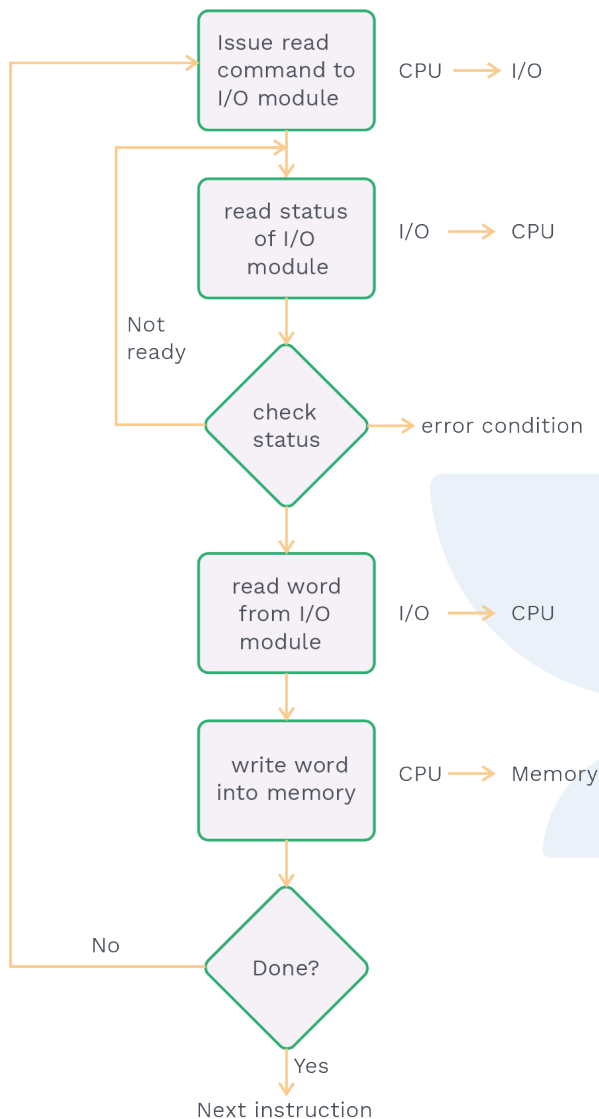 Issue read
command to
I/O module
CPU
I/O
read status
of I/O
module
I/O
CPU
Not
ready
check
status
error condition
read word
from I/O
module
I/O
CPU
write word
into memory
CPU
Memory
No
Done?
Yes
Next instruction